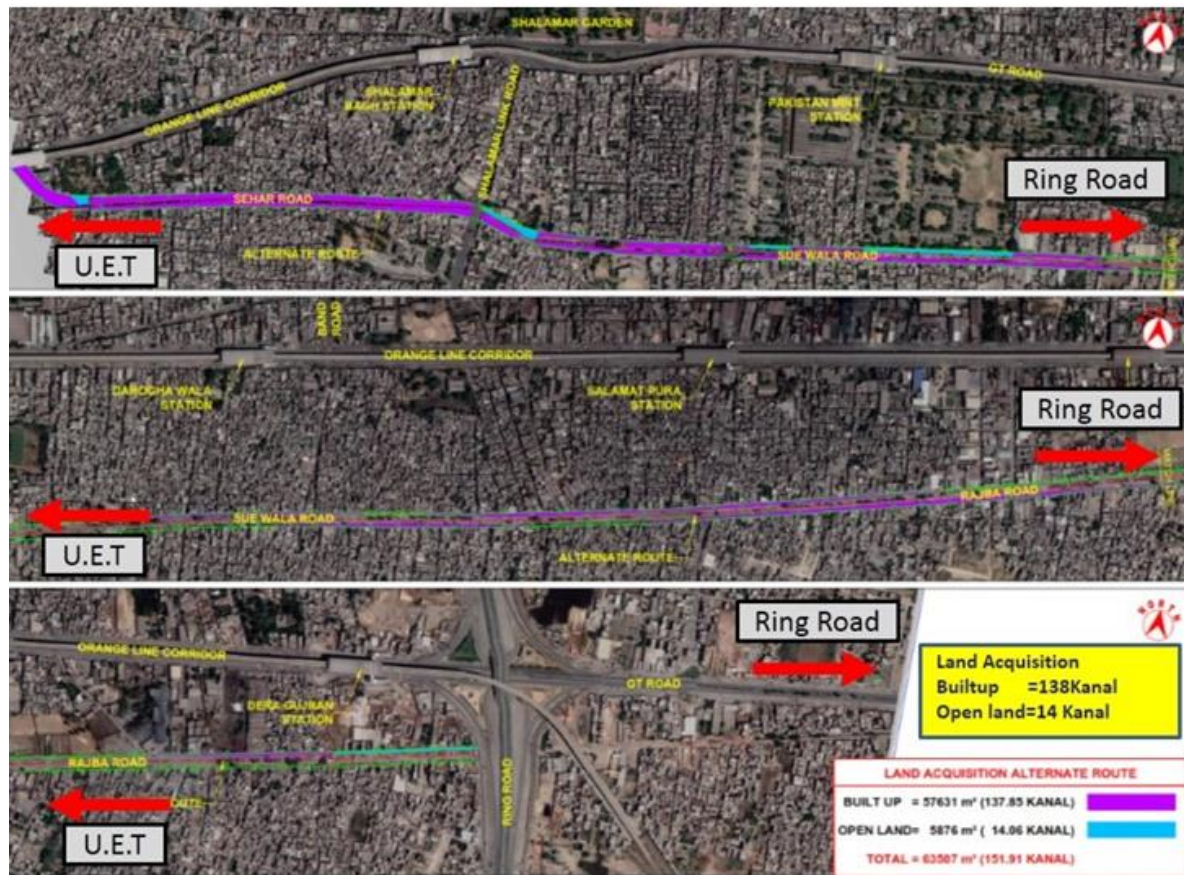 SHALAMAR GARDEN
NORTH
GT ROAD
SHALAMAR
BAGH STATION
ORANGE LINE CORRIDOR
SHALAMAR LINK ROAD
PAKISTAN MINT
STATION
Ring Road
SEHAR ROAD
U.E.T
ALTERNATE ROUTE
SUE WALA ROAD
BAND
ROAD
NORTH
ORANGE LINE CORRIDOR
DAROGHA WALA
STATION
SALAMAT PURA
STATION
Ring Road
RAJBA ROAD
SUE WALA ROAD
U.E.T
ALTERNATE ROUTE
NORTH
Ring Road
ORANGE LINE CORRIDOR
GT ROAD
DERA GUJRAN
STATION
Land Acquisition
Builtup =138Kanal
Open land=14 Kanal
RAJBA ROAD
OUTE
RING ROAD
U.E.T
LAND ACQUISITION ALTERNATE ROUTE
BUILT UP = 57631 m² (137.85 KANAL)
OPEN LAND= 5876 m² ( 14.06 KANAL)
TOTAL = 63507 m² (151.91 KANAL)